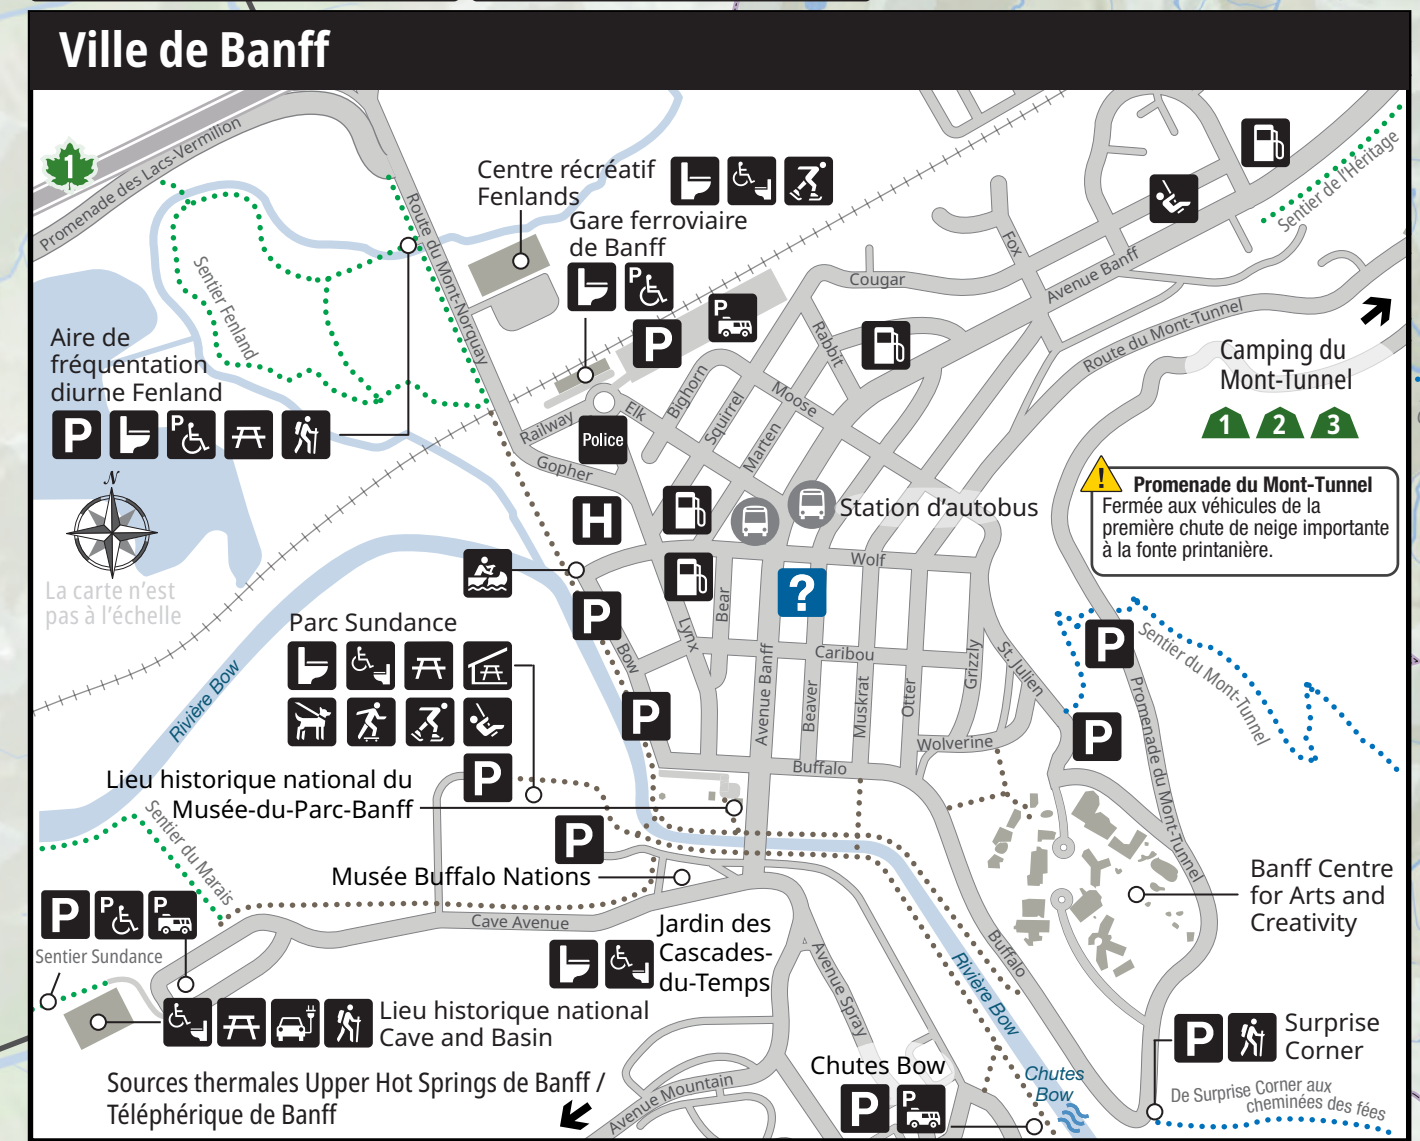 Ville de Banff
1
Promenade des Lacs-Vermilion
Route du Mont-Norquay
Sentier Fenland
Centre récréatif
Fenlands
Gare ferroviaire
de Banff
P
P
P
Cougar
Fox
Avenue Banff
Sentier de l'Héritage
Route du Mont-Tunnel
Rabbit
Aire de
fréquentation
diurne Fenland
P
P
Camping du
Mont-Tunnel
1 2 3
Bighorn
Squirrel
Marten
Moose
Elk
Railway
Police
Gopher
N
La carte n'est
pas à l'échelle
H
Station d'autobus
! Promenade du Mont-Tunnel
Fermée aux véhicules de la
première chute de neige importante
à la fonte printanière.
Wolf
?
Bear
Lynx
P
Bow
Parc Sundance
Rivière Bow
Caribou
Avenue Banff
Beaver
Muskrat
Otter
Grizzly
St. Julien
P
Sentier du Mont-Tunnel
Promenade du Mont-Tunnel
P
P
Wolverine
Buffalo
P
Lieu historique national du
Musée-du-Parc-Banff
Sentier du Marais
P
Musée Buffalo Nations
Banff Centre
for Arts and
Creativity
P
P
P
Cave Avenue
Sentier Sundance
Jardin des
Cascades-
du-Temps
Avenue Spray
Buffalo
Rivière Bow
Lieu historique national
Cave and Basin
P
Surprise
Corner
Chutes Bow
P
P
Chutes
Bow
De Surprise Corner aux
cheminées des fées
Sources thermales Upper Hot Springs de Banff /
Téléphérique de Banff
Avenue Mountain